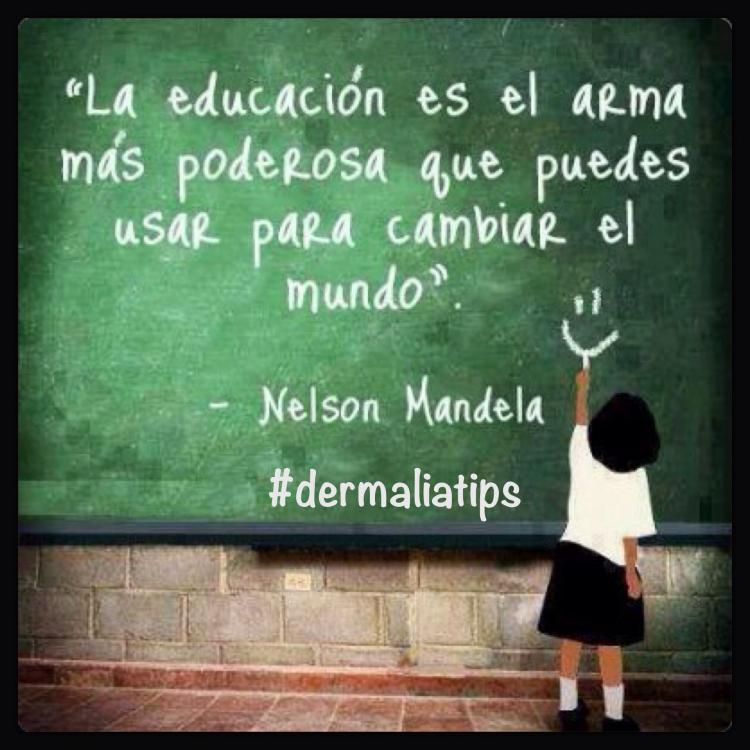 “La educación es el arma
más poderosa que puedes
usar para cambiar el
mundo”.
- Nelson Mandela
#dermaliatips